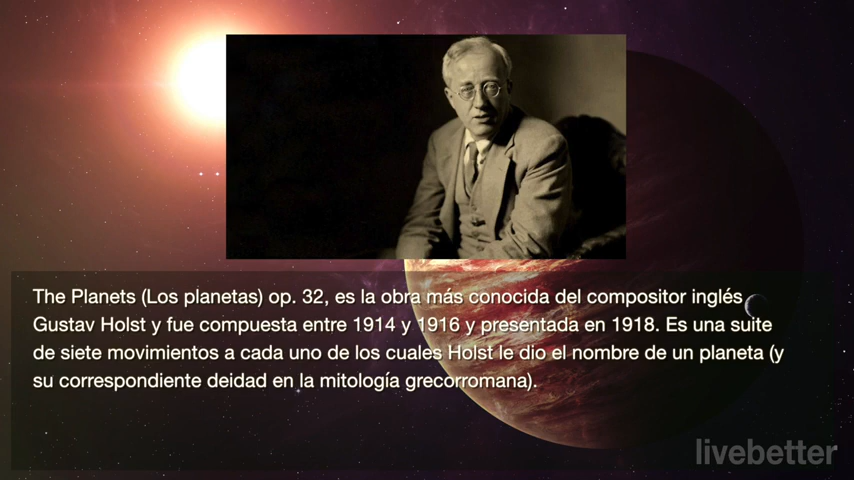 The Planets (Los planetas) op. 32, es la obra más conocida del compositor inglés
Gustav Holst y fue compuesta entre 1914 y 1916 y presentada en 1918. Es una suite
de siete movimientos a cada uno de los cuales Holst le dio el nombre de un planeta (y
su correspondiente deidad en la mitología grecorromana).
livebetter